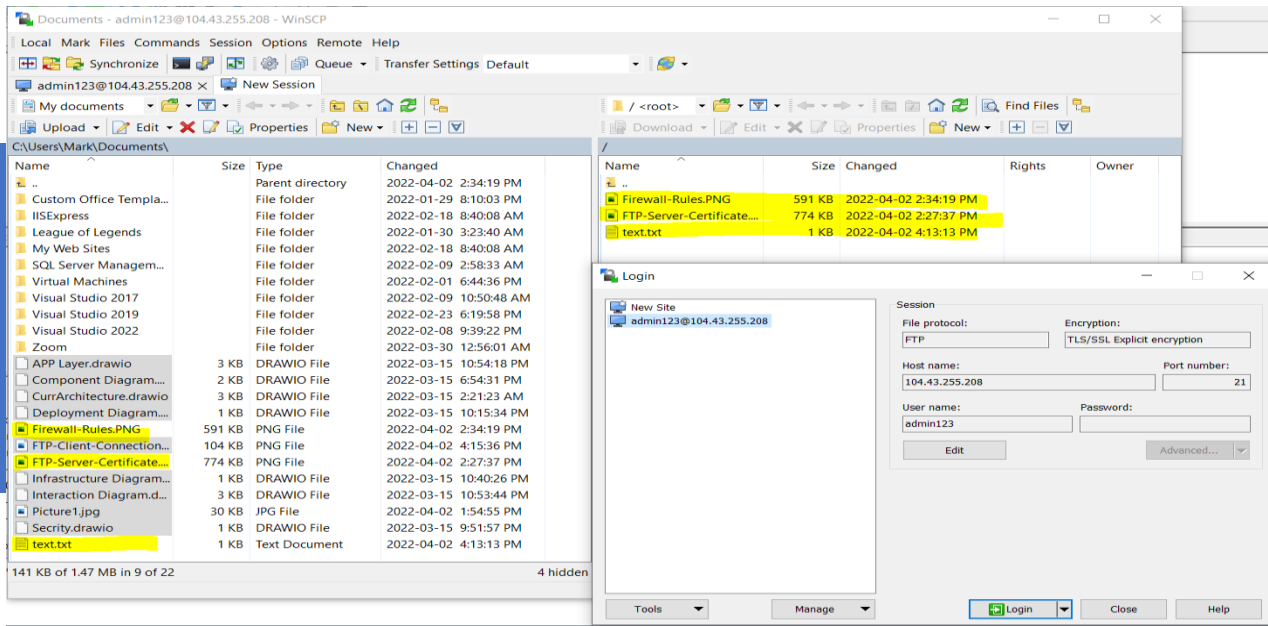 Documents - admin123@104.43.255.208 - WinSCP
Local Mark Files Commands Session Options Remote Help
Synchronize Queue Transfer Settings Default
admin123@104.43.255.208 × New Session
My documents
Upload Edit Properties New
C:\Users\Mark\Documents\
Name Size Type Changed
.. Parent directory 2022-04-02 2:34:19 PM
Custom Office Templa... File folder 2022-01-29 8:10:03 PM
IISExpress File folder 2022-02-18 8:40:08 AM
League of Legends File folder 2022-01-30 3:23:40 AM
My Web Sites File folder 2022-02-18 8:40:08 AM
SQL Server Managem... File folder 2022-02-09 2:58:33 AM
Virtual Machines File folder 2022-02-01 6:44:36 PM
Visual Studio 2017 File folder 2022-02-09 10:50:48 AM
Visual Studio 2019 File folder 2022-02-23 6:19:58 PM
Visual Studio 2022 File folder 2022-02-08 9:39:22 PM
Zoom File folder 2022-03-30 12:56:01 AM
APP Layer.drawio 3 KB DRAWIO File 2022-03-15 10:54:18 PM
Component Diagram.... 2 KB DRAWIO File 2022-03-15 6:54:31 PM
CurrArchitecture.drawio 3 KB DRAWIO File 2022-03-15 2:21:23 AM
Deployment Diagram.... 1 KB DRAWIO File 2022-03-15 10:15:34 PM
Firewall-Rules.PNG 591 KB PNG File 2022-04-02 2:34:19 PM
FTP-Client-Connection... 104 KB PNG File 2022-04-02 4:15:36 PM
FTP-Server-Certificate.... 774 KB PNG File 2022-04-02 2:27:37 PM
Infrastructure Diagram... 1 KB DRAWIO File 2022-03-15 10:40:26 PM
Interaction Diagram.d... 3 KB DRAWIO File 2022-03-15 10:53:44 PM
Picture1.jpg 30 KB JPG File 2022-04-02 1:54:55 PM
Secrity.drawio 1 KB DRAWIO File 2022-03-15 9:51:57 PM
text.txt 1 KB Text Document 2022-04-02 4:13:13 PM
141 KB of 1.47 MB in 9 of 22 4 hidden
/ <root> Find Files
Download Edit Properties New
/
Name Size Changed Rights Owner
..
Firewall-Rules.PNG 591 KB 2022-04-02 2:34:19 PM
FTP-Server-Certificate.... 774 KB 2022-04-02 2:27:37 PM
text.txt 1 KB 2022-04-02 4:13:13 PM
Login
New Site
admin123@104.43.255.208
Session
File protocol: Encryption:
FTP TLS/SSL Explicit encryption
Host name: Port number:
104.43.255.208 21
User name: Password:
admin123
Edit Advanced...
Tools Manage Login Close Help